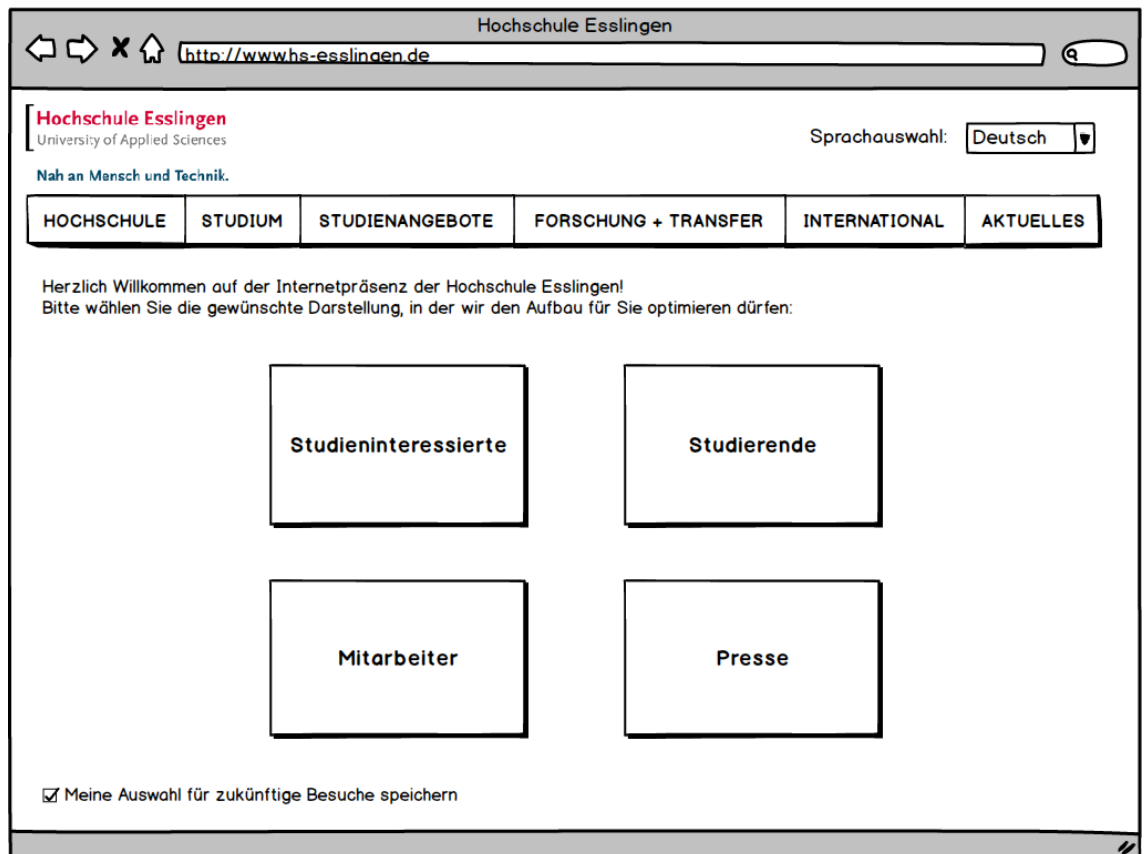 Hochschule Esslingen
http://www.hs-esslingen.de
Hochschule Esslingen
University of Applied Sciences
Sprachauswahl: Deutsch
Nah an Mensch und Technik.
HOCHSCHULE STUDIUM STUDIENANGEBOTE FORSCHUNG + TRANSFER INTERNATIONAL AKTUELLES
Herzlich Willkommen auf der Internetpräsenz der Hochschule Esslingen!
Bitte wählen Sie die gewünschte Darstellung, in der wir den Aufbau für Sie optimieren dürfen:
Studieninteressierte Studierende
Mitarbeiter Presse
Meine Auswahl für zukünftige Besuche speichern